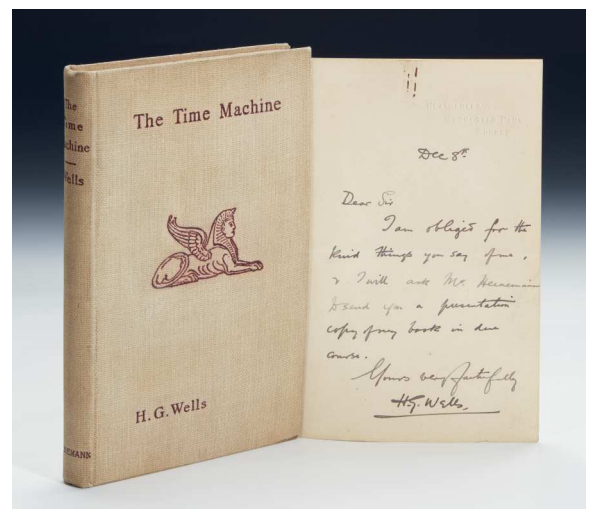 The
Time
Machine
Wells
HEINEMANN
The Time Machine
H.G.Wells
Dec 8th.
Dear Sir
I am obliged for the
kind things you say of me,
& I will ask Mr. Heinemann
to send you a presentation
copy of my book in due
course.
Yours very faithfully
H.G. Wells.